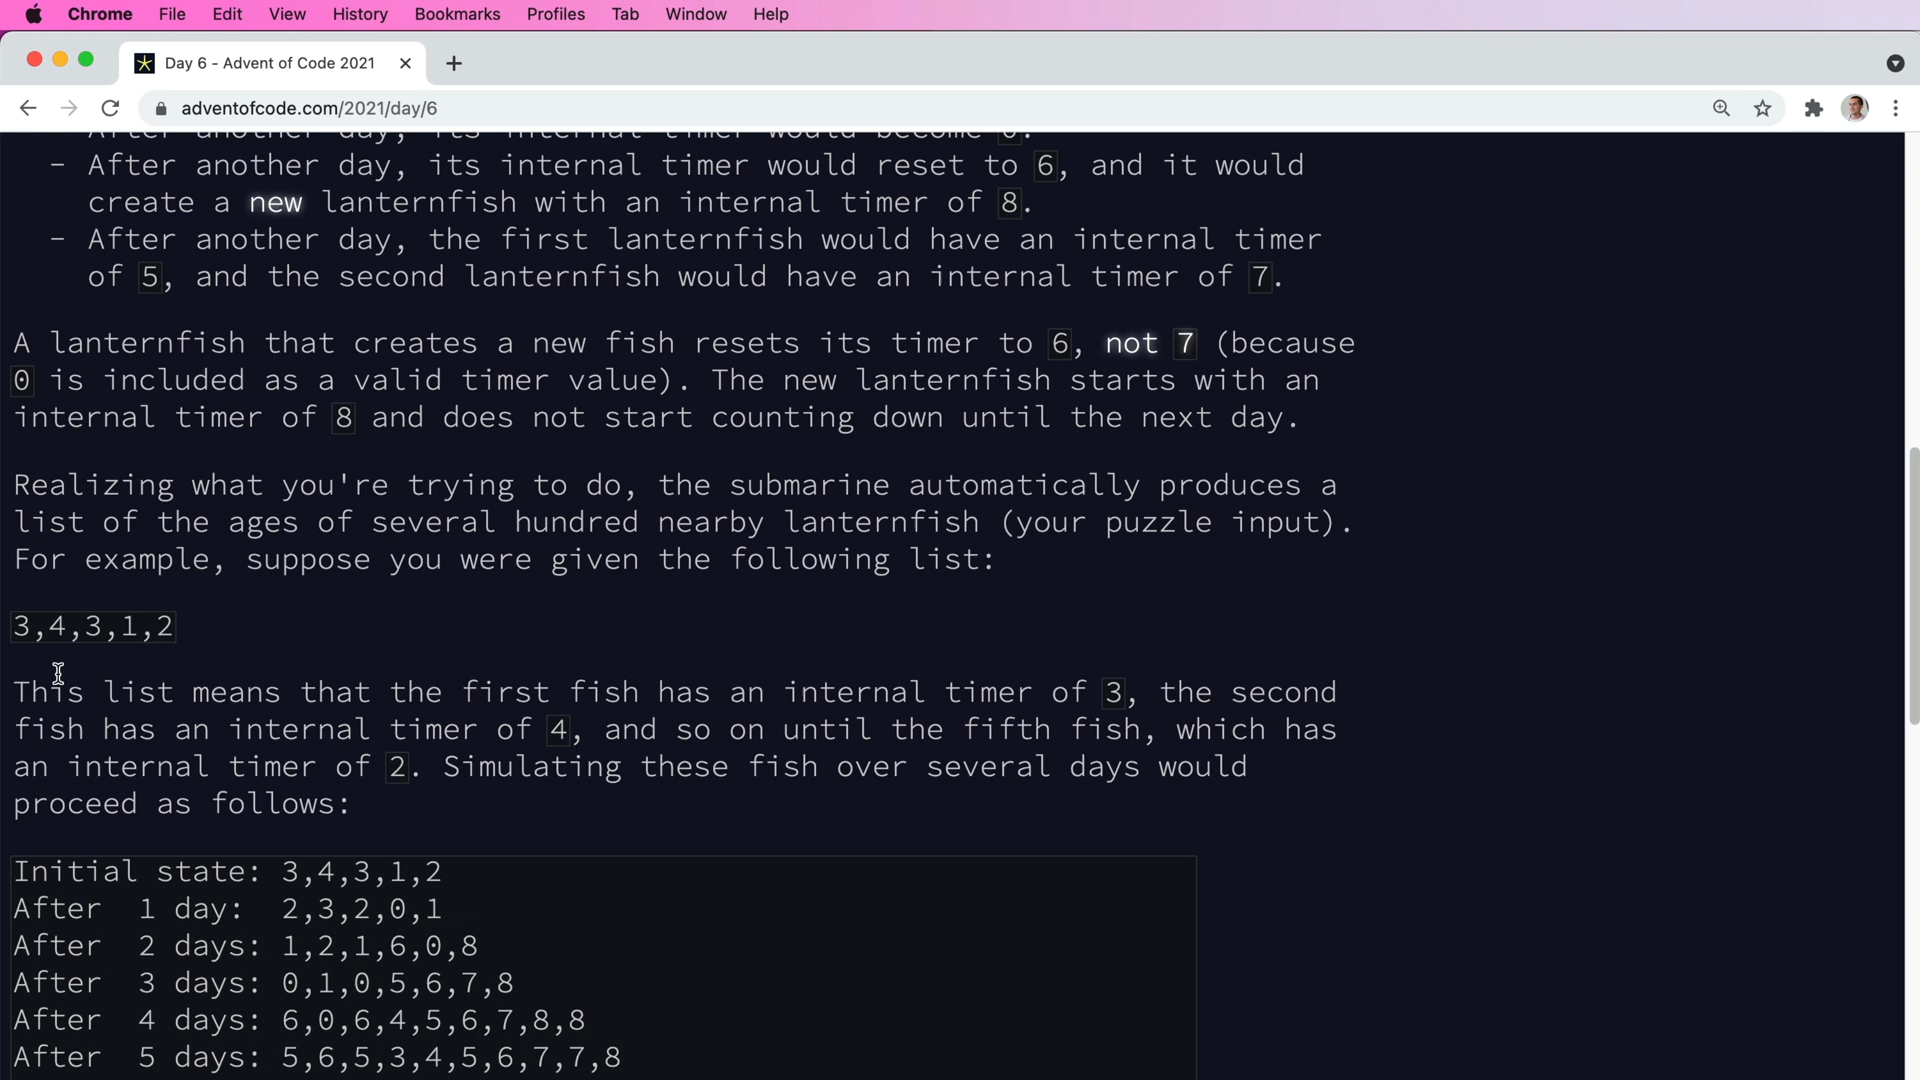 Chrome File Edit View History Bookmarks Profiles Tab Window Help
Day 6 - Advent of Code 2021
adventofcode.com/2021/day/6
After another day, its internal timer would become 0.
- After another day, its internal timer would reset to 6, and it would
create a new lanternfish with an internal timer of 8.
- After another day, the first lanternfish would have an internal timer
of 5, and the second lanternfish would have an internal timer of 7.
A lanternfish that creates a new fish resets its timer to 6, not 7 (because
0 is included as a valid timer value). The new lanternfish starts with an
internal timer of 8 and does not start counting down until the next day.
Realizing what you're trying to do, the submarine automatically produces a
list of the ages of several hundred nearby lanternfish (your puzzle input).
For example, suppose you were given the following list:
3,4,3,1,2
This list means that the first fish has an internal timer of 3, the second
fish has an internal timer of 4, and so on until the fifth fish, which has
an internal timer of 2. Simulating these fish over several days would
proceed as follows:
Initial state: 3,4,3,1,2
After  1 day:  2,3,2,0,1
After  2 days: 1,2,1,6,0,8
After  3 days: 0,1,0,5,6,7,8
After  4 days: 6,0,6,4,5,6,7,8,8
After  5 days: 5,6,5,3,4,5,6,7,7,8